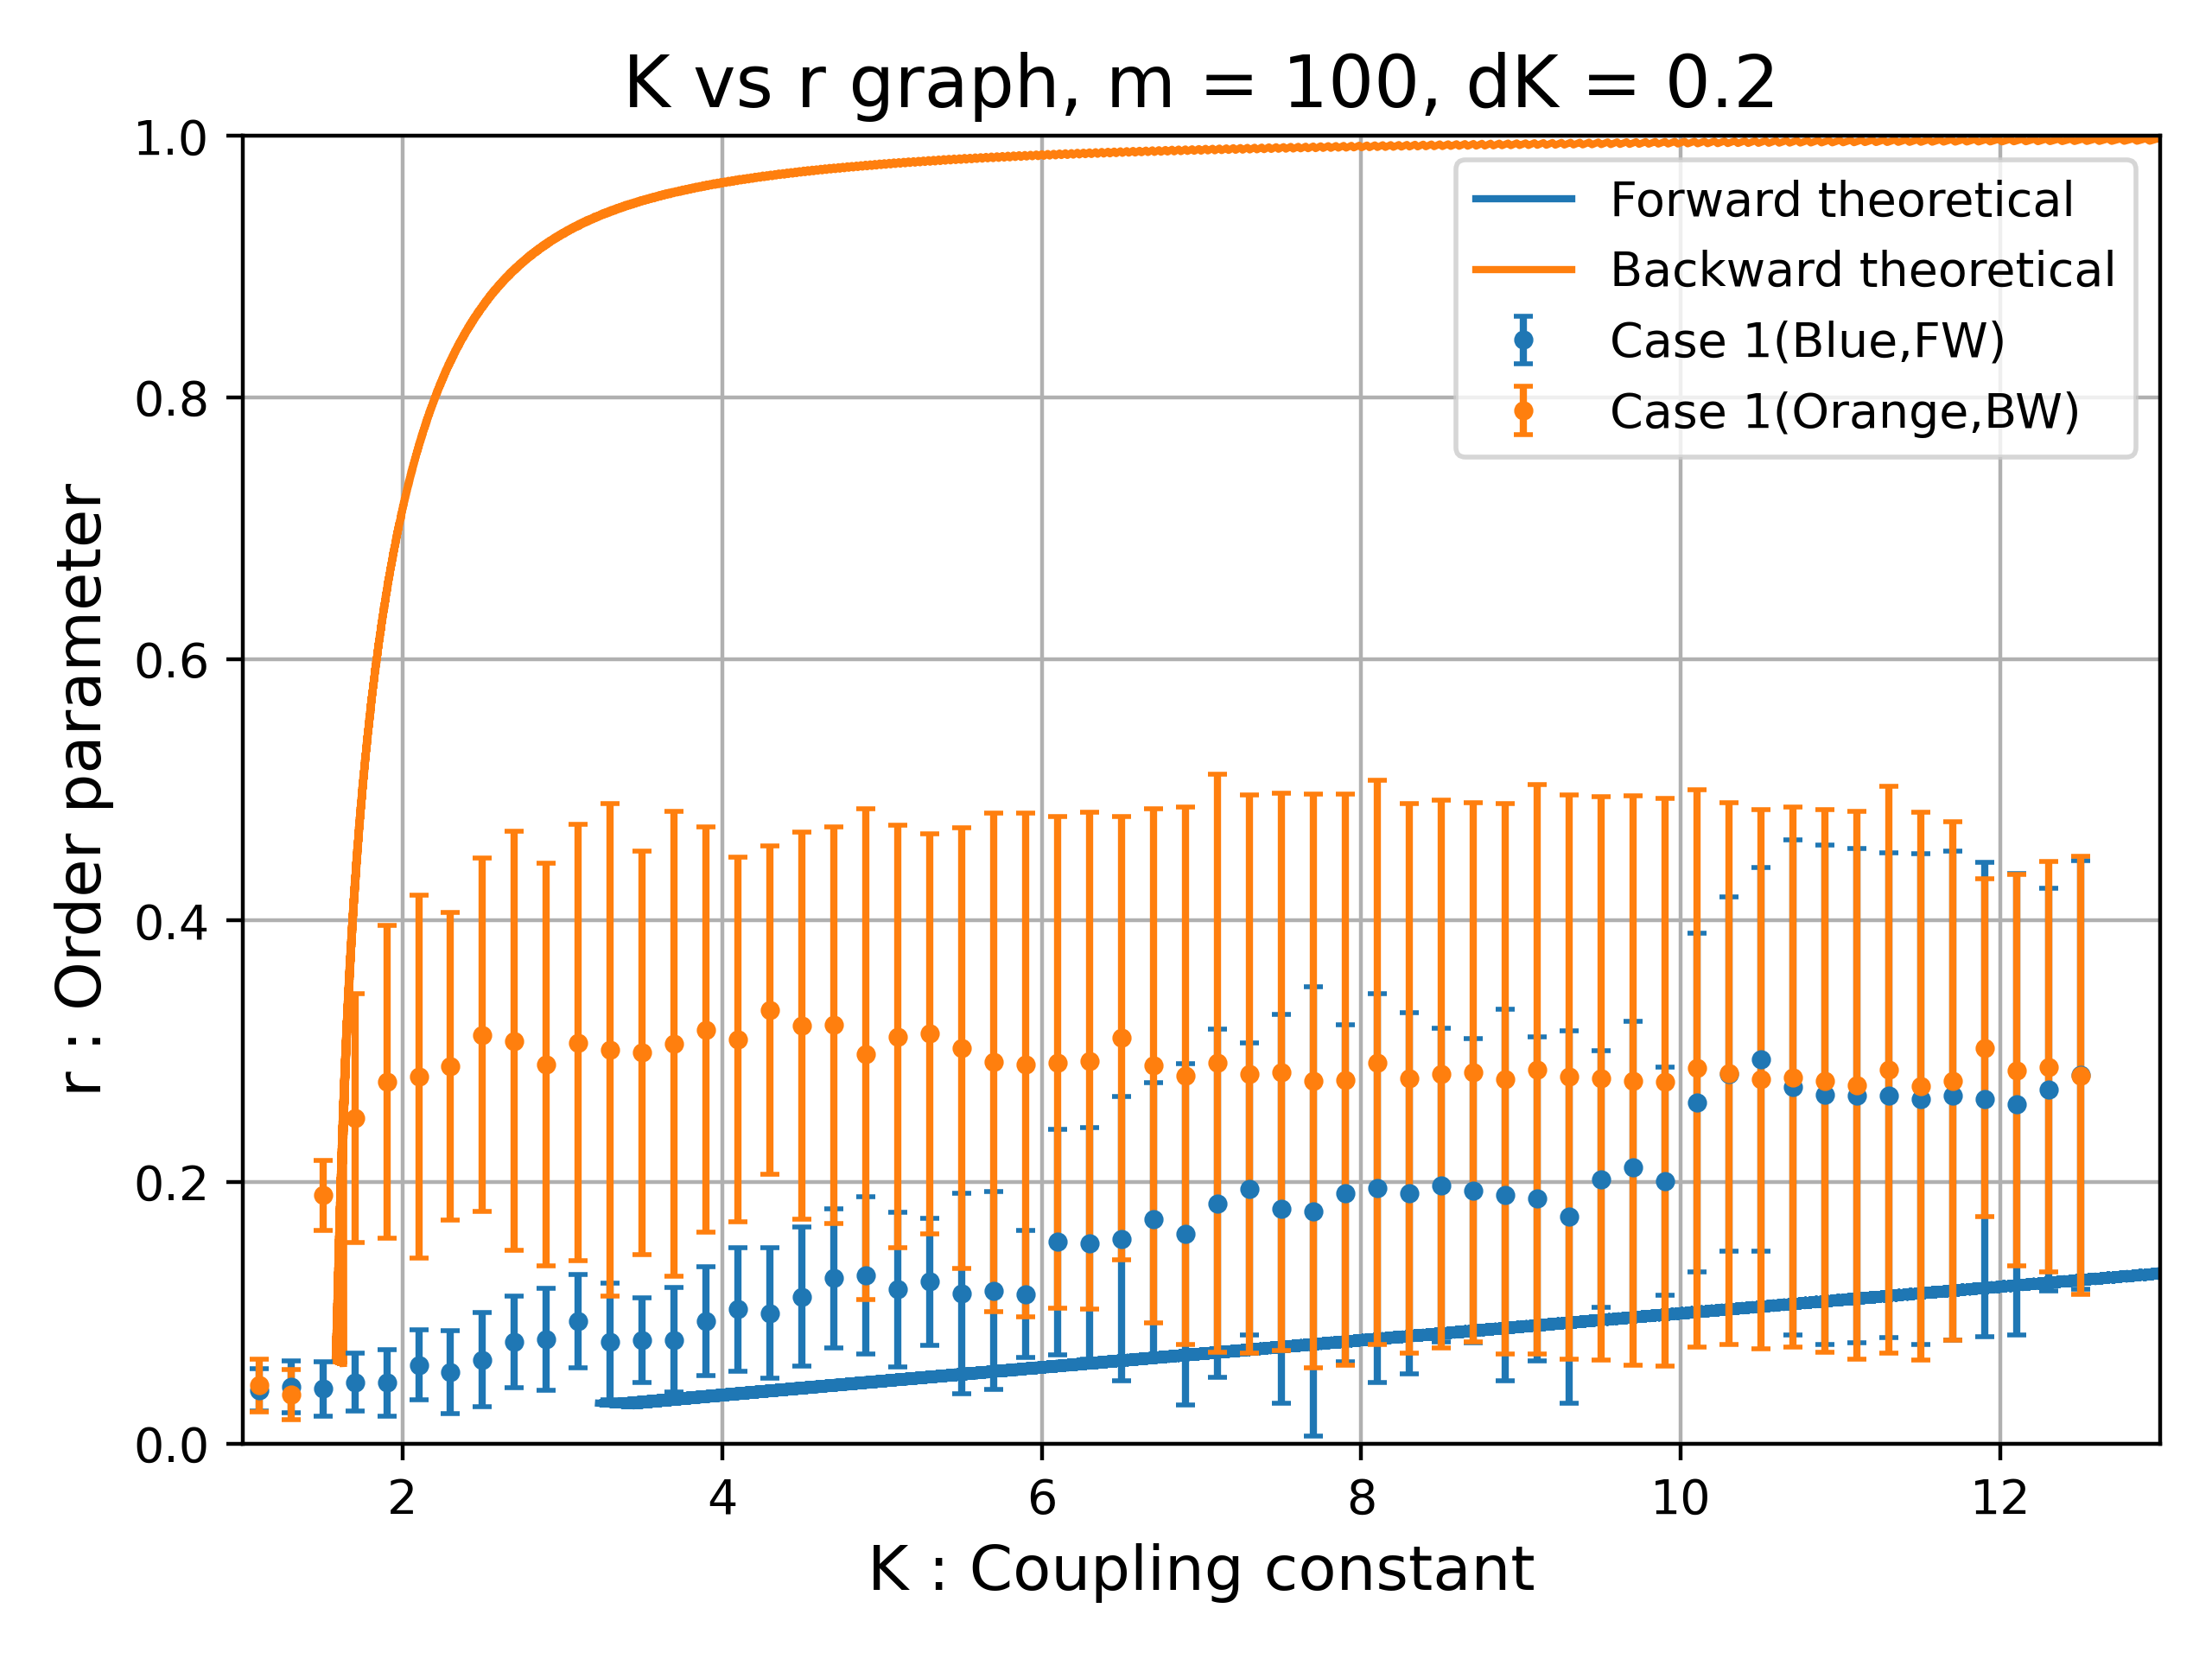 K vs r graph, m = 100, dK = 0.2
1.0
0.8
0.6
0.4
0.2
0.0
r : Order parameter
Forward theoretical
Backward theoretical
Case 1(Blue,FW)
Case 1(Orange,BW)
2 4 6 8 10 12
K : Coupling constant